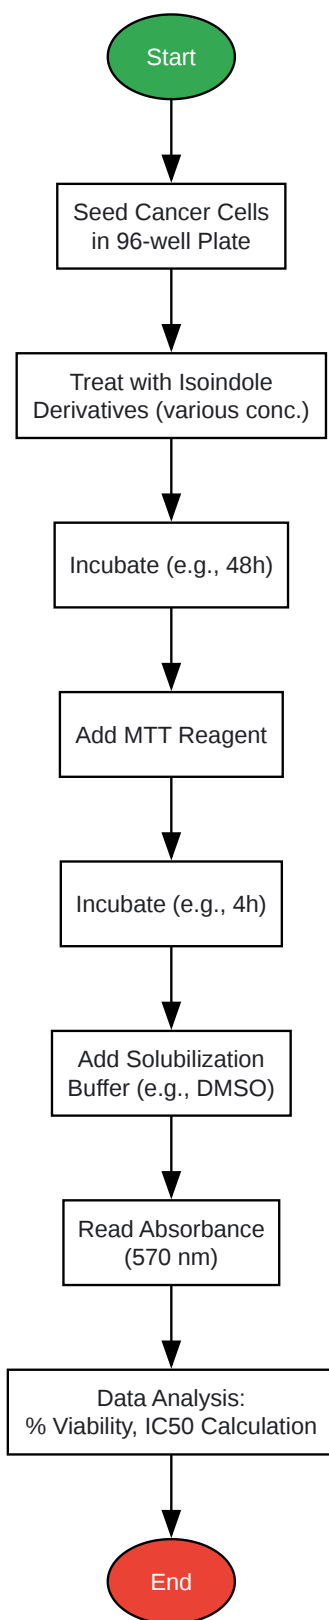 Start
Seed Cancer Cells
in 96-well Plate
Treat with Isoindole
Derivatives (various conc.)
Incubate (e.g., 48h)
Add MTT Reagent
Incubate (e.g., 4h)
Add Solubilization
Buffer (e.g., DMSO)
Read Absorbance
(570 nm)
Data Analysis:
% Viability, IC50 Calculation
End